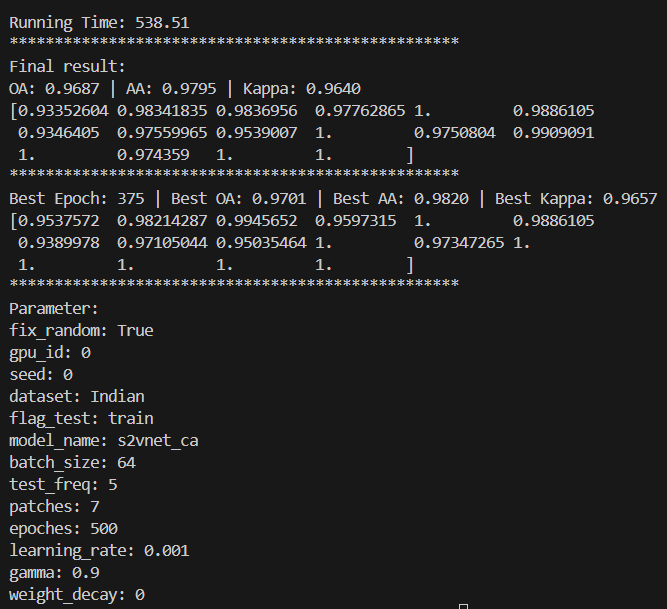 Running Time: 538.51
**************************************************
Final result:
OA: 0.9687 | AA: 0.9795 | Kappa: 0.9640
[0.93352604 0.98341835 0.9836956  0.97762865 1.         0.9886105
 0.9346405  0.97559965 0.9539007  1.         0.9750804  0.9909091
 1.         0.974359   1.         1.        ]
**************************************************
Best Epoch: 375 | Best OA: 0.9701 | Best AA: 0.9820 | Best Kappa: 0.9657
[0.9537572  0.98214287 0.9945652  0.9597315  1.         0.9886105
 0.9389978  0.97105044 0.95035464 1.         0.97347265 1.
 1.         1.         1.         1.        ]
**************************************************
Parameter:
fix_random: True
gpu_id: 0
seed: 0
dataset: Indian
flag_test: train
model_name: s2vnet_ca
batch_size: 64
test_freq: 5
patches: 7
epoches: 500
learning_rate: 0.001
gamma: 0.9
weight_decay: 0